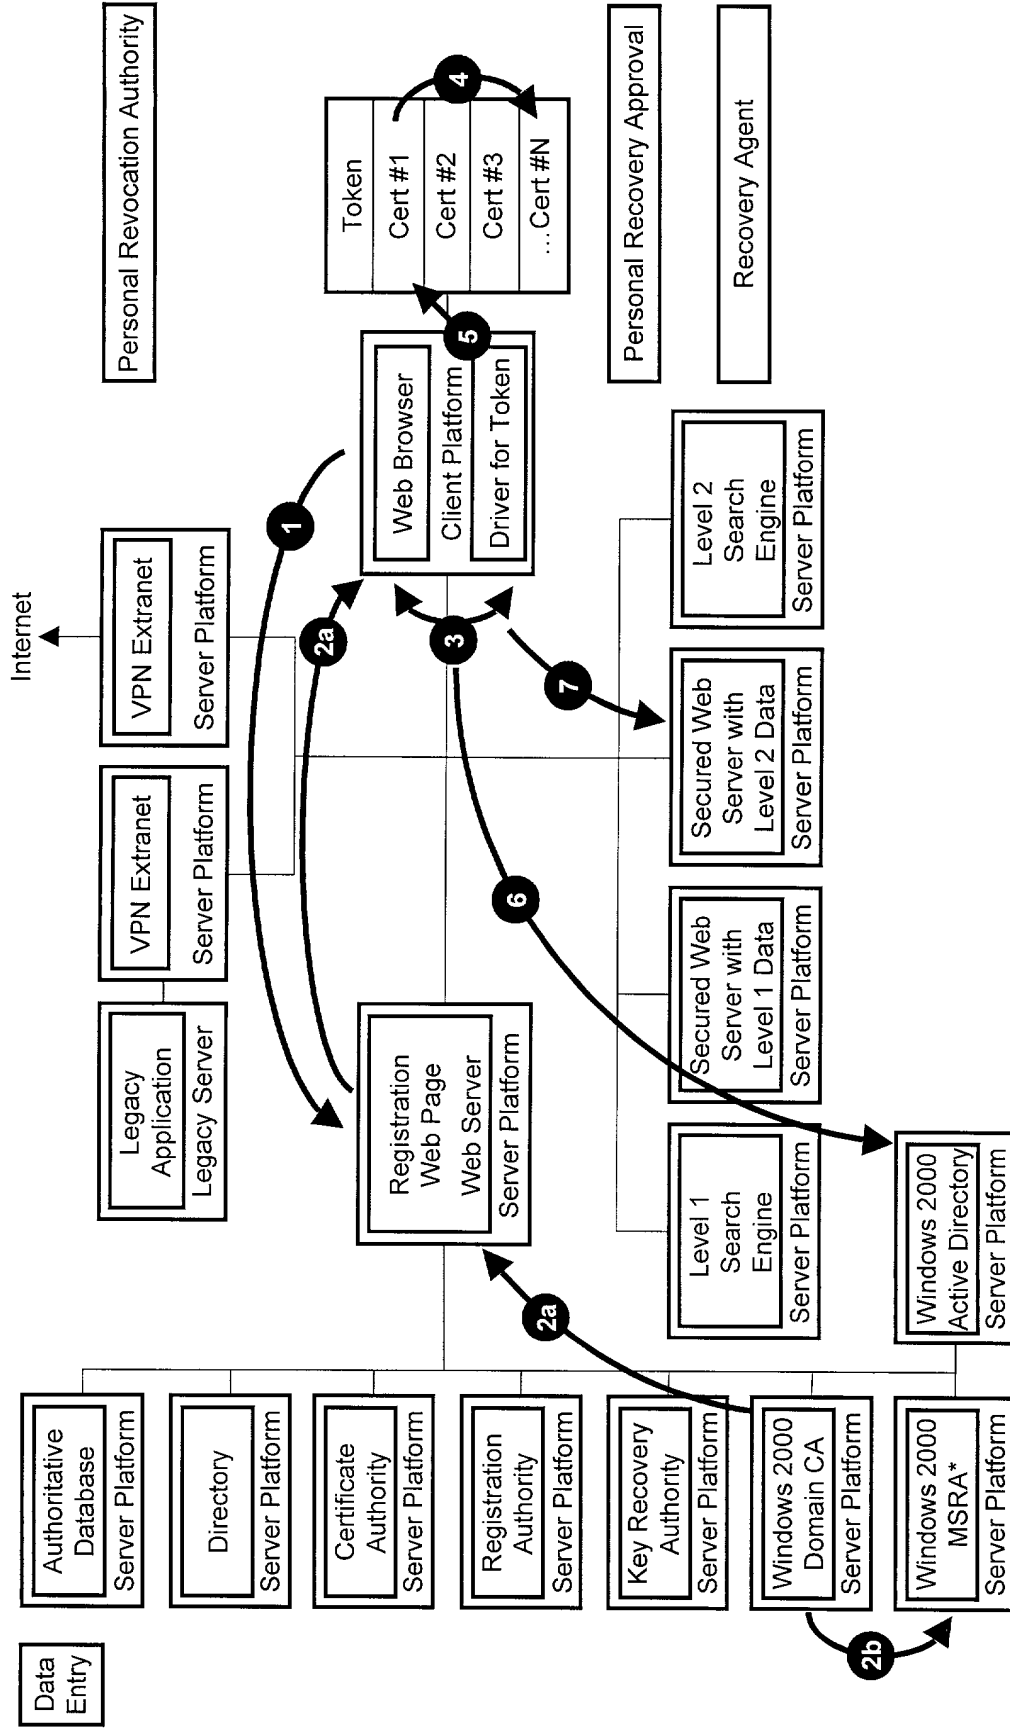 Data
Entry
Authoritative
Database
Server Platform
Directory
Server Platform
Certificate
Authority
Server Platform
Registration
Authority
Server Platform
Key Recovery
Authority
Server Platform
Windows 2000
Domain CA
Server Platform
Windows 2000
MSRA*
Server Platform
2b
2a
Windows 2000
Active Directory
Server Platform
Legacy
Application
Legacy Server
VPN Extranet
Server Platform
VPN Extranet
Server Platform
Internet
Registration
Web Page
Web Server
Server Platform
1
2a
3
6
7
Level 1
Search
Engine
Server Platform
Secured Web
Server with
Level 1 Data
Server Platform
Secured Web
Server with
Level 2 Data
Server Platform
Level 2
Search
Engine
Server Platform
Web Browser
Client Platform
Driver for Token
5
4
Token
Cert #1
Cert #2
Cert #3
...Cert #N
Personal Revocation Authority
Personal Recovery Approval
Recovery Agent